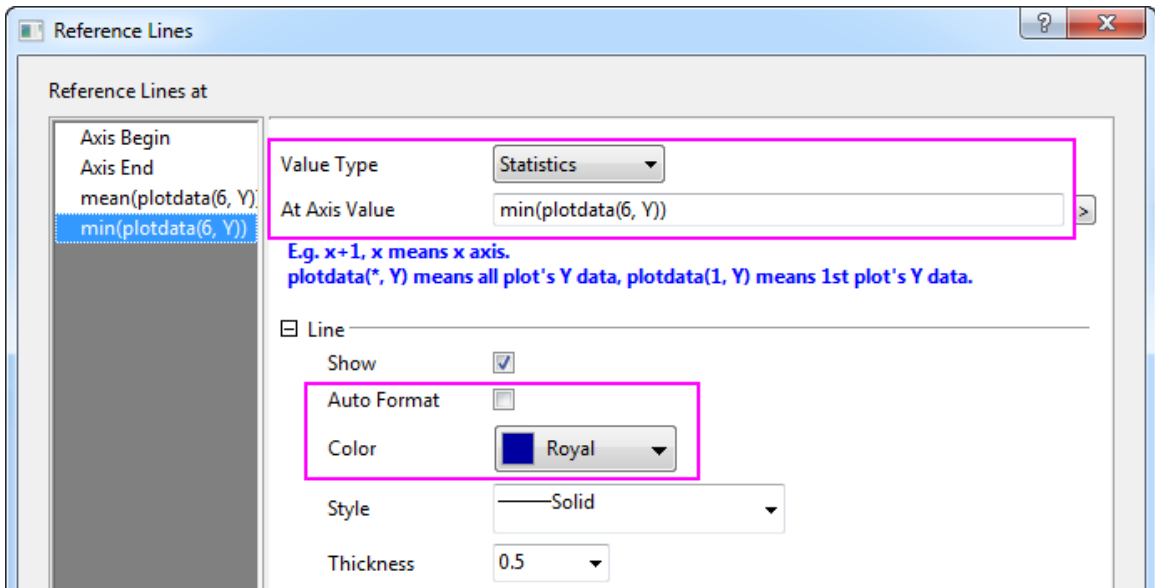 Reference Lines
?
X
Reference Lines at
Axis Begin
Axis End
mean(plotdata(6, Y))
min(plotdata(6, Y))
Value Type
Statistics
At Axis Value
min(plotdata(6, Y))
>
E.g. x+1, x means x axis.
plotdata(*, Y) means all plot's Y data, plotdata(1, Y) means 1st plot's Y data.
Line
Show
Auto Format
Color
Royal
Style
Solid
Thickness
0.5